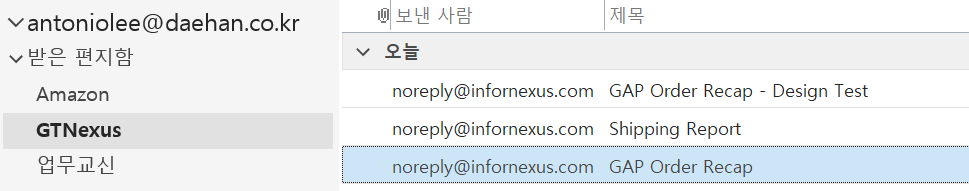 antoniolee@daehan.co.kr
받은 편지함
Amazon
GTNexus
업무교신
보낸 사람 제목
오늘
noreply@infornexus.com GAP Order Recap - Design Test
noreply@infornexus.com Shipping Report
noreply@infornexus.com GAP Order Recap